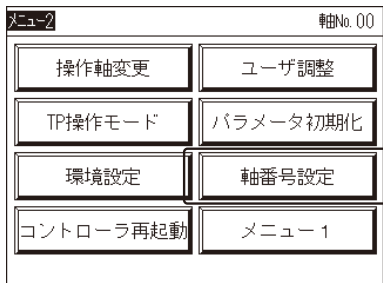 メニュー2 軸No. 00
操作軸変更 ユーザ調整
TP操作モード パラメータ初期化
環境設定 軸番号設定
コントローラ再起動 メニュー1